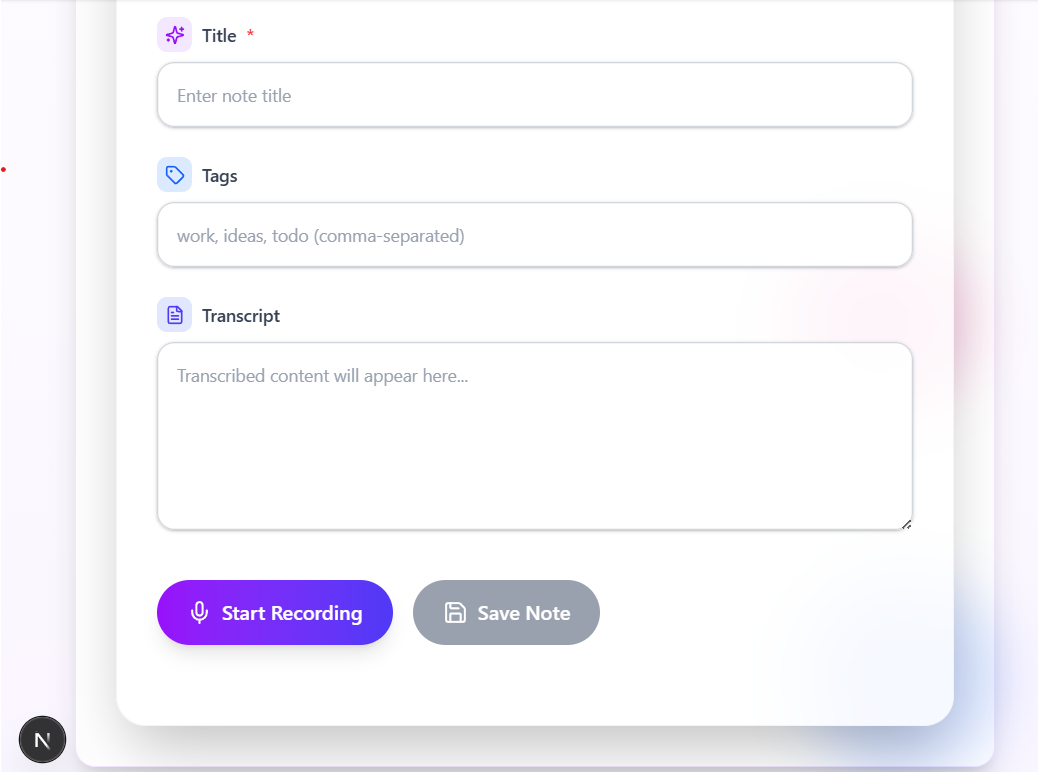 Title *
Enter note title
Tags
work, ideas, todo (comma-separated)
Transcript
Transcribed content will appear here...
Start Recording
Save Note
N